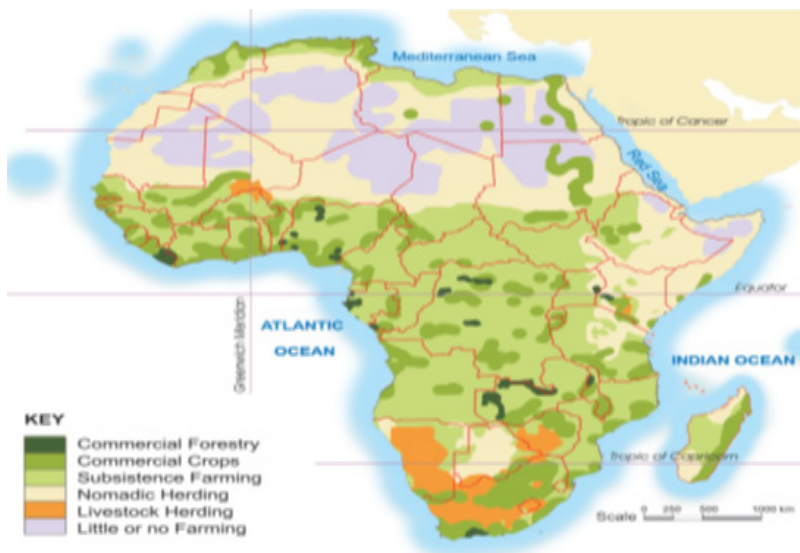 Mediterranean Sea
Tropic of Cancer
Red Sea
Equator
Greenwich Meridian
ATLANTIC
OCEAN
INDIAN OCEAN
Tropic of Capricorn
KEY
Commercial Forestry
Commercial Crops
Subsistence Farming
Nomadic Herding
Livestock Herding
Little or no Farming
Scale
0 500 500 1000 km